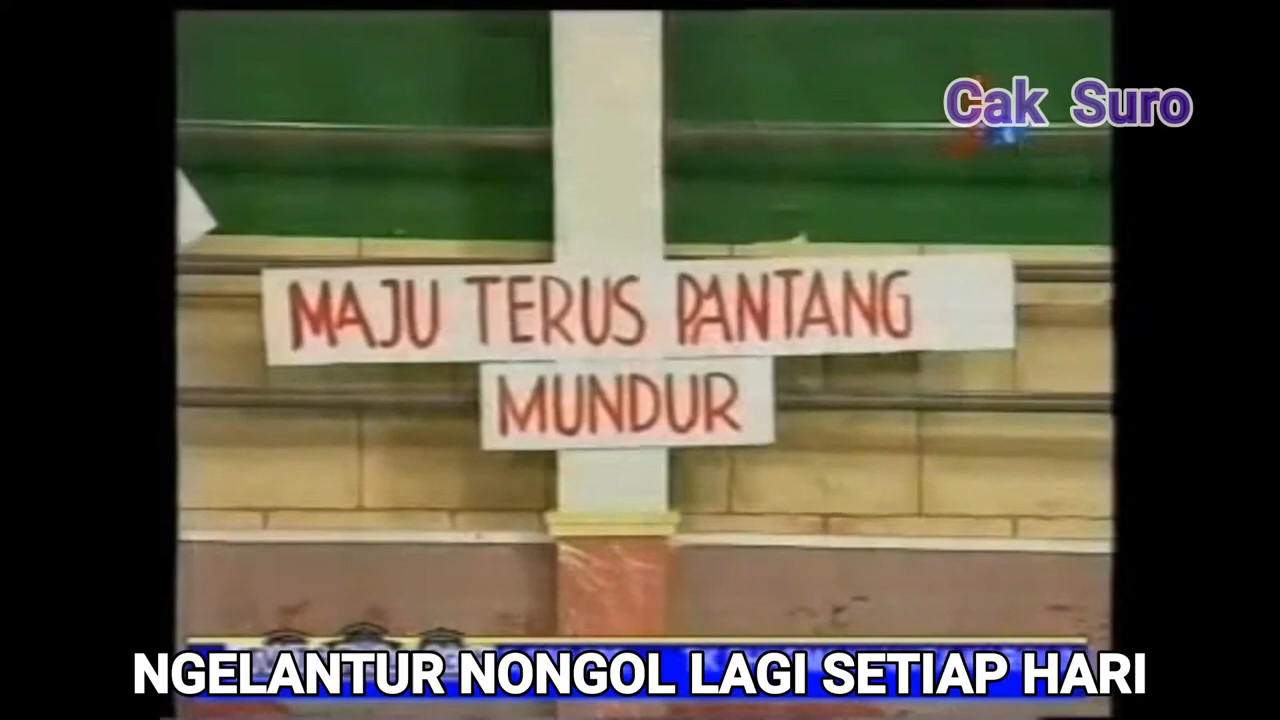 Cak Suro
MAJU TERUS PANTANG
MUNDUR
NGELANTUR NONGOL LAGI SETIAP HARI